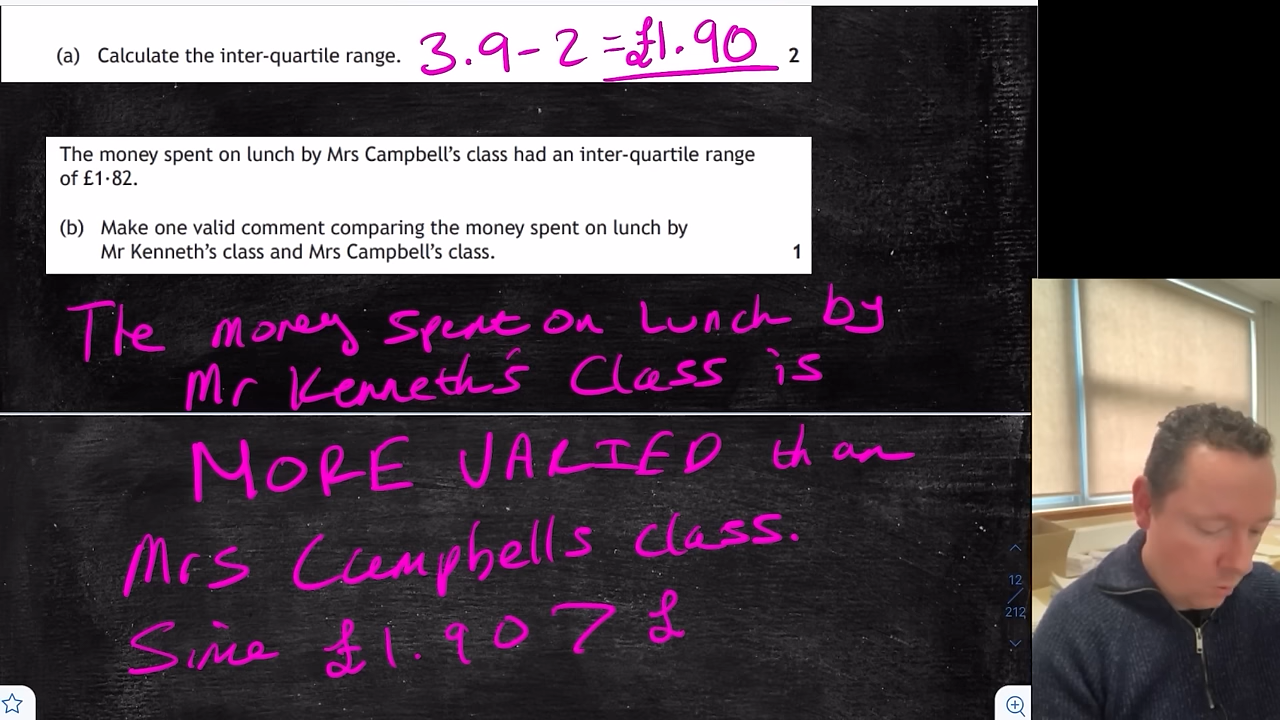 (a) Calculate the inter-quartile range. 3.9-2 =£1.90 2
The money spent on lunch by Mrs Campbell's class had an inter-quartile range
of £1·82.
(b) Make one valid comment comparing the money spent on lunch by
Mr Kenneth's class and Mrs Campbell's class. 1
The money spent on lunch by
Mr Kenneth's Class is
MORE VARIED than
Mrs Campbells class.
Since £1.90 > £
12
212